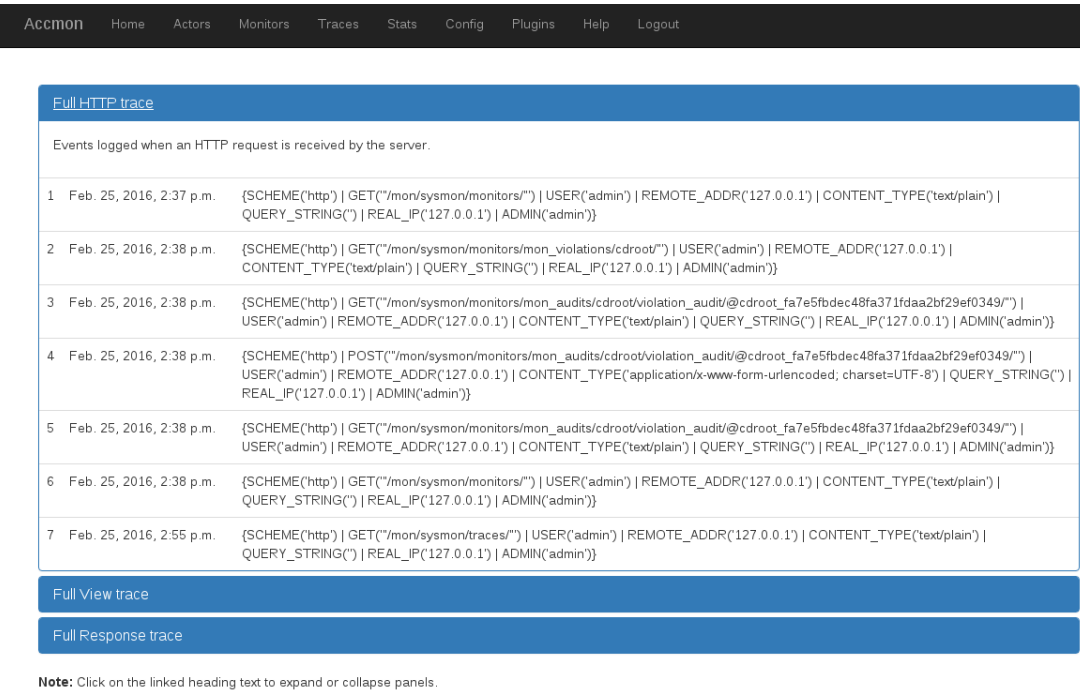 Accmon Home Actors Monitors Traces Stats Config Plugins Help Logout
Full HTTP trace
Events logged when an HTTP request is received by the server.
1 Feb. 25, 2016, 2:37 p.m. {SCHEME('http') | GET('"/mon/sysmon/monitors/"') | USER('admin') | REMOTE_ADDR('127.0.0.1') | CONTENT_TYPE('text/plain') |
QUERY_STRING('') | REAL_IP('127.0.0.1') | ADMIN('admin')}
2 Feb. 25, 2016, 2:38 p.m. {SCHEME('http') | GET('"/mon/sysmon/monitors/mon_violations/cdroot/"') | USER('admin') | REMOTE_ADDR('127.0.0.1') |
CONTENT_TYPE('text/plain') | QUERY_STRING('') | REAL_IP('127.0.0.1') | ADMIN('admin')}
3 Feb. 25, 2016, 2:38 p.m. {SCHEME('http') | GET('"/mon/sysmon/monitors/mon_audits/cdroot/violation_audit/@cdroot_fa7e5fbdec48fa371fdaa2bf29ef0349/"') |
USER('admin') | REMOTE_ADDR('127.0.0.1') | CONTENT_TYPE('text/plain') | QUERY_STRING('') | REAL_IP('127.0.0.1') | ADMIN('admin')}
4 Feb. 25, 2016, 2:38 p.m. {SCHEME('http') | POST('"/mon/sysmon/monitors/mon_audits/cdroot/violation_audit/@cdroot_fa7e5fbdec48fa371fdaa2bf29ef0349/"') |
USER('admin') | REMOTE_ADDR('127.0.0.1') | CONTENT_TYPE('application/x-www-form-urlencoded; charset=UTF-8') | QUERY_STRING('') |
REAL_IP('127.0.0.1') | ADMIN('admin')}
5 Feb. 25, 2016, 2:38 p.m. {SCHEME('http') | GET('"/mon/sysmon/monitors/mon_audits/cdroot/violation_audit/@cdroot_fa7e5fbdec48fa371fdaa2bf29ef0349/"') |
USER('admin') | REMOTE_ADDR('127.0.0.1') | CONTENT_TYPE('text/plain') | QUERY_STRING('') | REAL_IP('127.0.0.1') | ADMIN('admin')}
6 Feb. 25, 2016, 2:38 p.m. {SCHEME('http') | GET('"/mon/sysmon/monitors/"') | USER('admin') | REMOTE_ADDR('127.0.0.1') | CONTENT_TYPE('text/plain') |
QUERY_STRING('') | REAL_IP('127.0.0.1') | ADMIN('admin')}
7 Feb. 25, 2016, 2:55 p.m. {SCHEME('http') | GET('"/mon/sysmon/traces/"') | USER('admin') | REMOTE_ADDR('127.0.0.1') | CONTENT_TYPE('text/plain') |
QUERY_STRING('') | REAL_IP('127.0.0.1') | ADMIN('admin')}
Full View trace
Full Response trace
Note: Click on the linked heading text to expand or collapse panels.